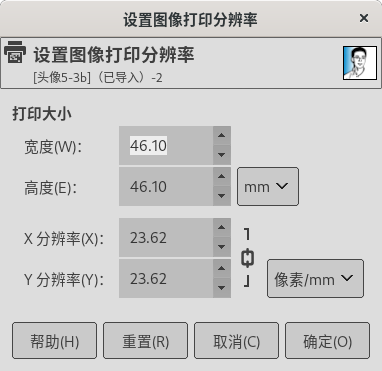 设置图像打印分辨率
设置图像打印分辨率
[头像5-3b]（已导入）-2
打印大小
宽度(W)： 46.10
高度(E)： 46.10 mm
X 分辨率(X)： 23.62
Y 分辨率(Y)： 23.62 像素/mm
帮助(H) 重置(R) 取消(C) 确定(O)